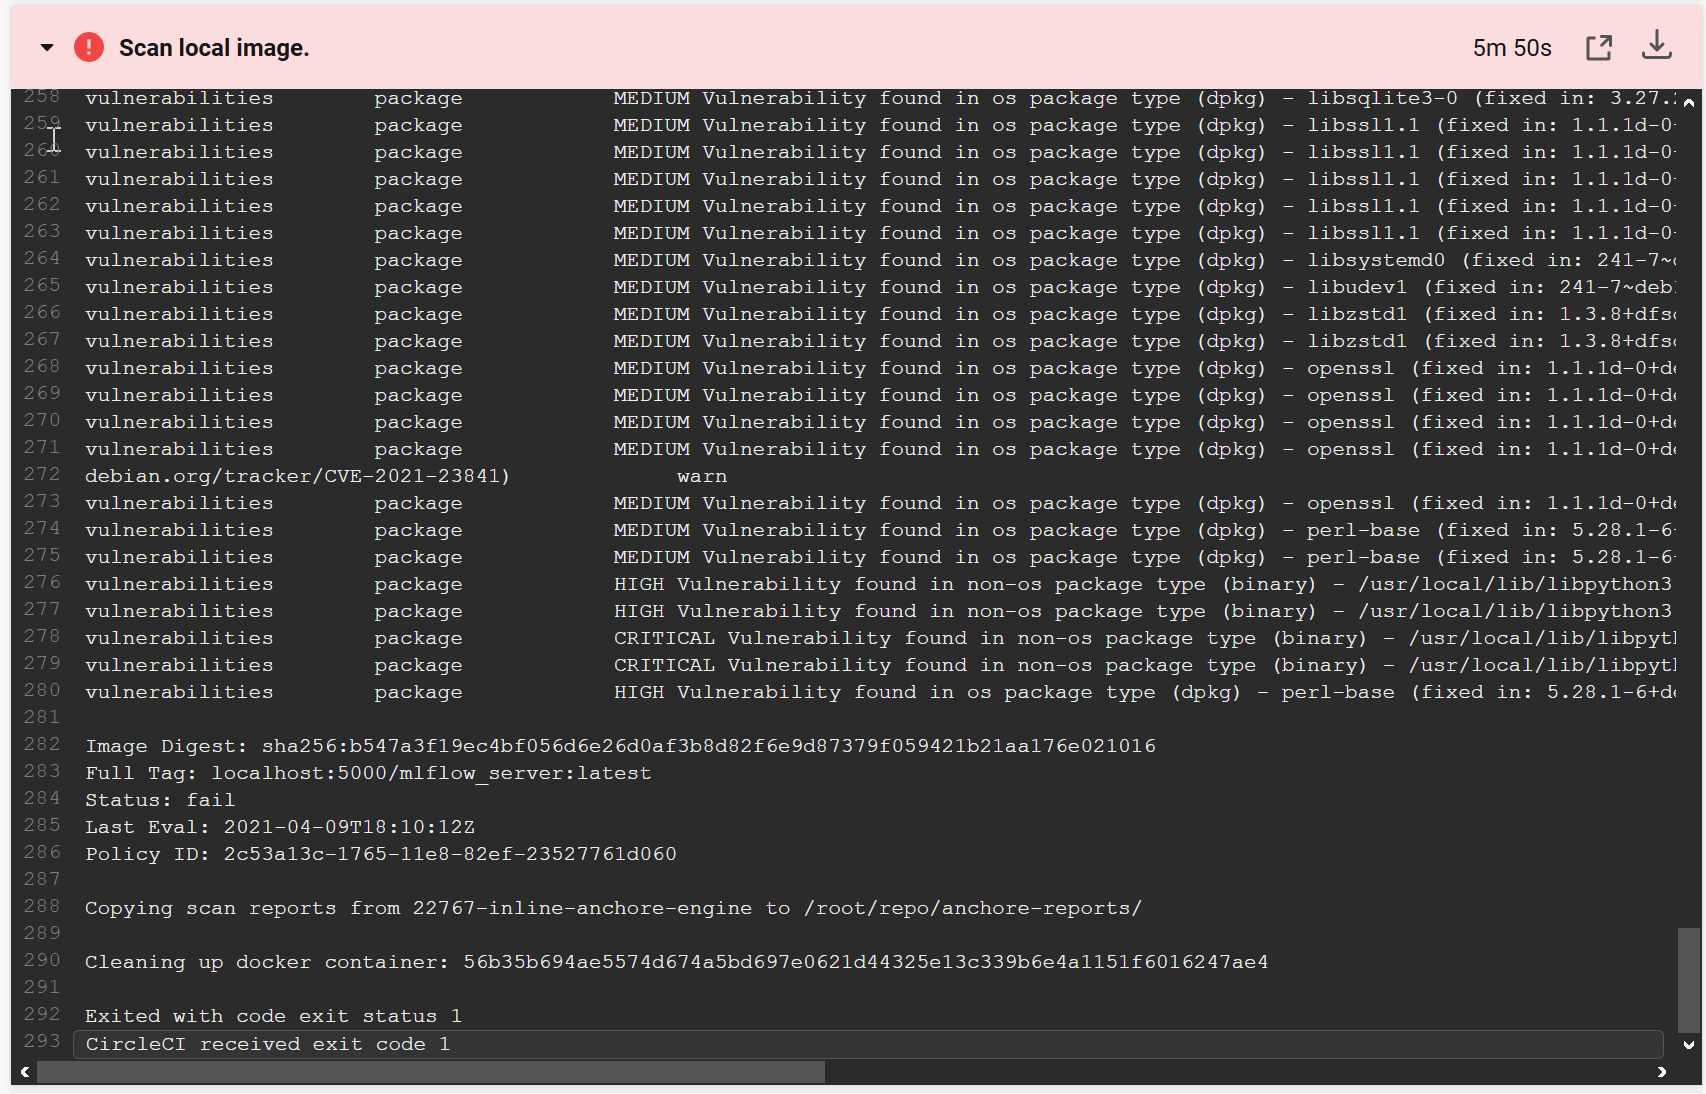 Scan local image.
5m 50s
258 vulnerabilities package MEDIUM Vulnerability found in os package type (dpkg) - libsqlite3-0 (fixed in: 3.27.
259 vulnerabilities package MEDIUM Vulnerability found in os package type (dpkg) - libssl1.1 (fixed in: 1.1.1d-0
260 vulnerabilities package MEDIUM Vulnerability found in os package type (dpkg) - libssl1.1 (fixed in: 1.1.1d-0
261 vulnerabilities package MEDIUM Vulnerability found in os package type (dpkg) - libssl1.1 (fixed in: 1.1.1d-0
262 vulnerabilities package MEDIUM Vulnerability found in os package type (dpkg) - libssl1.1 (fixed in: 1.1.1d-0
263 vulnerabilities package MEDIUM Vulnerability found in os package type (dpkg) - libssl1.1 (fixed in: 1.1.1d-0
264 vulnerabilities package MEDIUM Vulnerability found in os package type (dpkg) - libsystemd0 (fixed in: 241-7~
265 vulnerabilities package MEDIUM Vulnerability found in os package type (dpkg) - libudev1 (fixed in: 241-7~deb
266 vulnerabilities package MEDIUM Vulnerability found in os package type (dpkg) - libzstd1 (fixed in: 1.3.8+dfs
267 vulnerabilities package MEDIUM Vulnerability found in os package type (dpkg) - libzstd1 (fixed in: 1.3.8+dfs
268 vulnerabilities package MEDIUM Vulnerability found in os package type (dpkg) - openssl (fixed in: 1.1.1d-0+d
269 vulnerabilities package MEDIUM Vulnerability found in os package type (dpkg) - openssl (fixed in: 1.1.1d-0+d
270 vulnerabilities package MEDIUM Vulnerability found in os package type (dpkg) - openssl (fixed in: 1.1.1d-0+d
271 vulnerabilities package MEDIUM Vulnerability found in os package type (dpkg) - openssl (fixed in: 1.1.1d-0+d
272 debian.org/tracker/CVE-2021-23841) warn
273 vulnerabilities package MEDIUM Vulnerability found in os package type (dpkg) - openssl (fixed in: 1.1.1d-0+d
274 vulnerabilities package MEDIUM Vulnerability found in os package type (dpkg) - perl-base (fixed in: 5.28.1-6
275 vulnerabilities package MEDIUM Vulnerability found in os package type (dpkg) - perl-base (fixed in: 5.28.1-6
276 vulnerabilities package HIGH Vulnerability found in non-os package type (binary) - /usr/local/lib/libpython3
277 vulnerabilities package HIGH Vulnerability found in non-os package type (binary) - /usr/local/lib/libpython3
278 vulnerabilities package CRITICAL Vulnerability found in non-os package type (binary) - /usr/local/lib/libpyt
279 vulnerabilities package CRITICAL Vulnerability found in non-os package type (binary) - /usr/local/lib/libpyt
280 vulnerabilities package HIGH Vulnerability found in os package type (dpkg) - perl-base (fixed in: 5.28.1-6+d
281
282 Image Digest: sha256:b547a3f19ec4bf056d6e26d0af3b8d82f6e9d87379f059421b21aa176e021016
283 Full Tag: localhost:5000/mlflow_server:latest
284 Status: fail
285 Last Eval: 2021-04-09T18:10:12Z
286 Policy ID: 2c53a13c-1765-11e8-82ef-23527761d060
287
288 Copying scan reports from 22767-inline-anchore-engine to /root/repo/anchore-reports/
289
290 Cleaning up docker container: 56b35b694ae5574d674a5bd697e0621d44325e13c339b6e4a1151f6016247ae4
291
292 Exited with code exit status 1
293 CircleCI received exit code 1